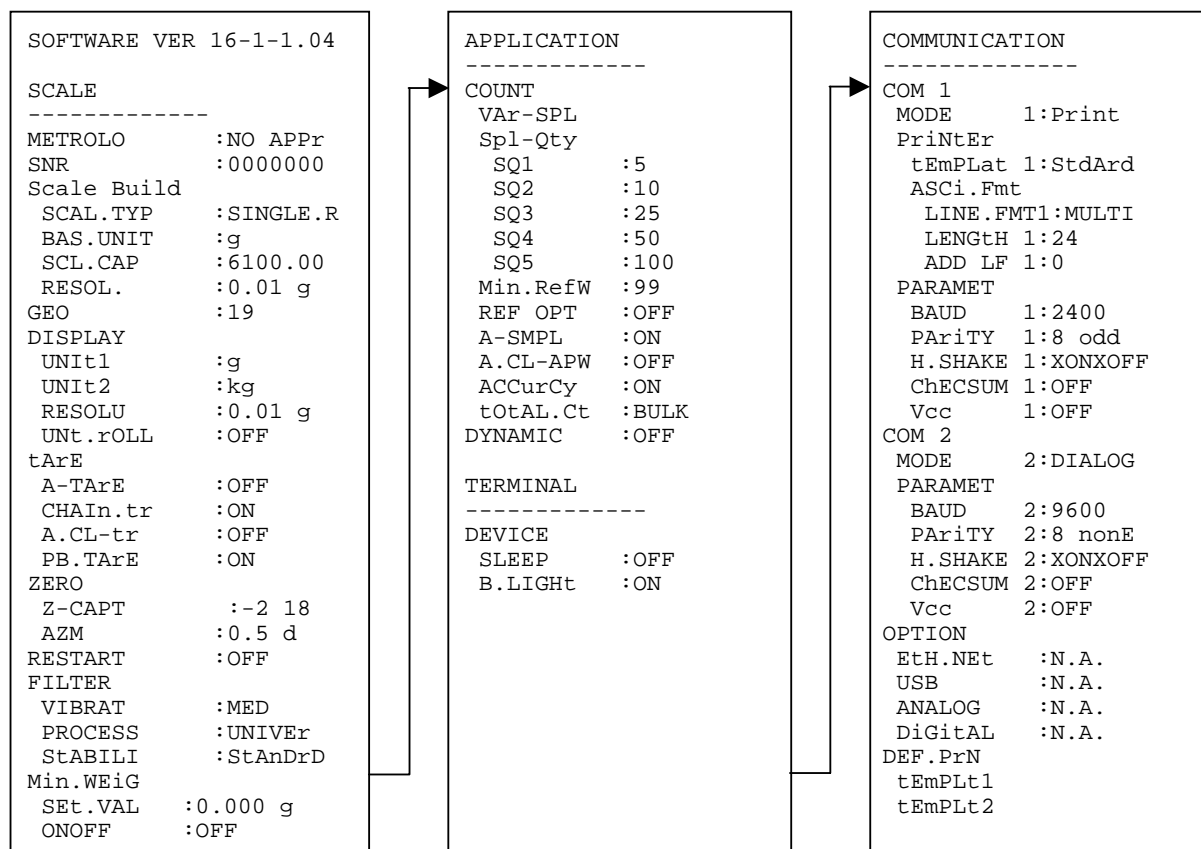 SOFTWARE VER 16-1-1.04
SCALE
-------------
METROLO :NO APPr
SNR :0000000
Scale Build
SCAL.TYP :SINGLE.R
BAS.UNIT :g
SCL.CAP :6100.00
RESOL. :0.01 g
GEO :19
DISPLAY
UNIt1 :g
UNIt2 :kg
RESOLU :0.01 g
UNt.rOLL :OFF
tArE
A-TArE :OFF
CHAIn.tr :ON
A.CL-tr :OFF
PB.TArE :ON
ZERO
Z-CAPT :-2 18
AZM :0.5 d
RESTART :OFF
FILTER
VIBRAT :MED
PROCESS :UNIVEr
StABILI :StAnDrD
Min.WEiG
SEt.VAL :0.000 g
ONOFF :OFF
APPLICATION
-------------
COUNT
VAr-SPL
Spl-Qty
SQ1 :5
SQ2 :10
SQ3 :25
SQ4 :50
SQ5 :100
Min.RefW :99
REF OPT :OFF
A-SMPL :ON
A.CL-APW :OFF
ACCurCy :ON
tOtAL.Ct :BULK
DYNAMIC :OFF
TERMINAL
-------------
DEVICE
SLEEP :OFF
B.LIGHt :ON
COMMUNICATION
--------------
COM 1
MODE 1:Print
PriNtEr
tEmPLat 1:StdArd
ASCi.Fmt
LINE.FMT1:MULTI
LENGtH 1:24
ADD LF 1:0
PARAMET
BAUD 1:2400
PAriTY 1:8 odd
H.SHAKE 1:XONXOFF
ChECSUM 1:OFF
Vcc 1:OFF
COM 2
MODE 2:DIALOG
PARAMET
BAUD 2:9600
PAriTY 2:8 nonE
H.SHAKE 2:XONXOFF
ChECSUM 2:OFF
Vcc 2:OFF
OPTION
EtH.NEt :N.A.
USB :N.A.
ANALOG :N.A.
DiGitAL :N.A.
DEF.PrN
tEmPLt1
tEmPLt2